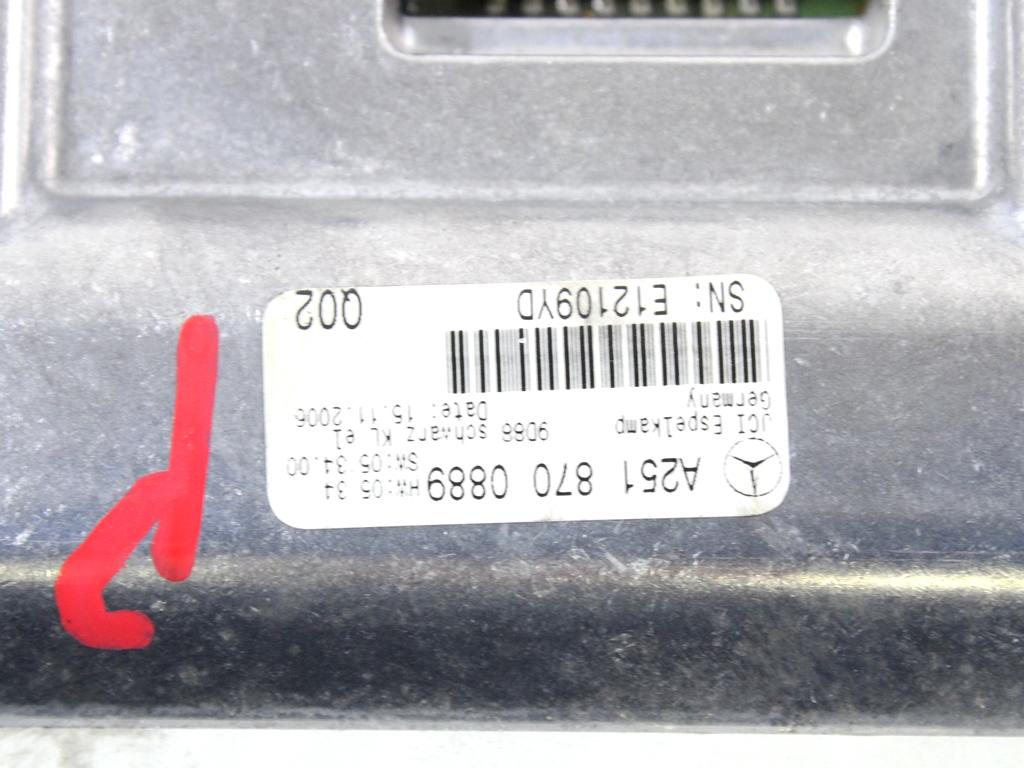 A251 870 0889 HW:05.34
SW:05.34.00
JCI Espelkamp 9D88 schwarz KL el
Germany Date: 15.11.2006
SN: E12109YD Q02